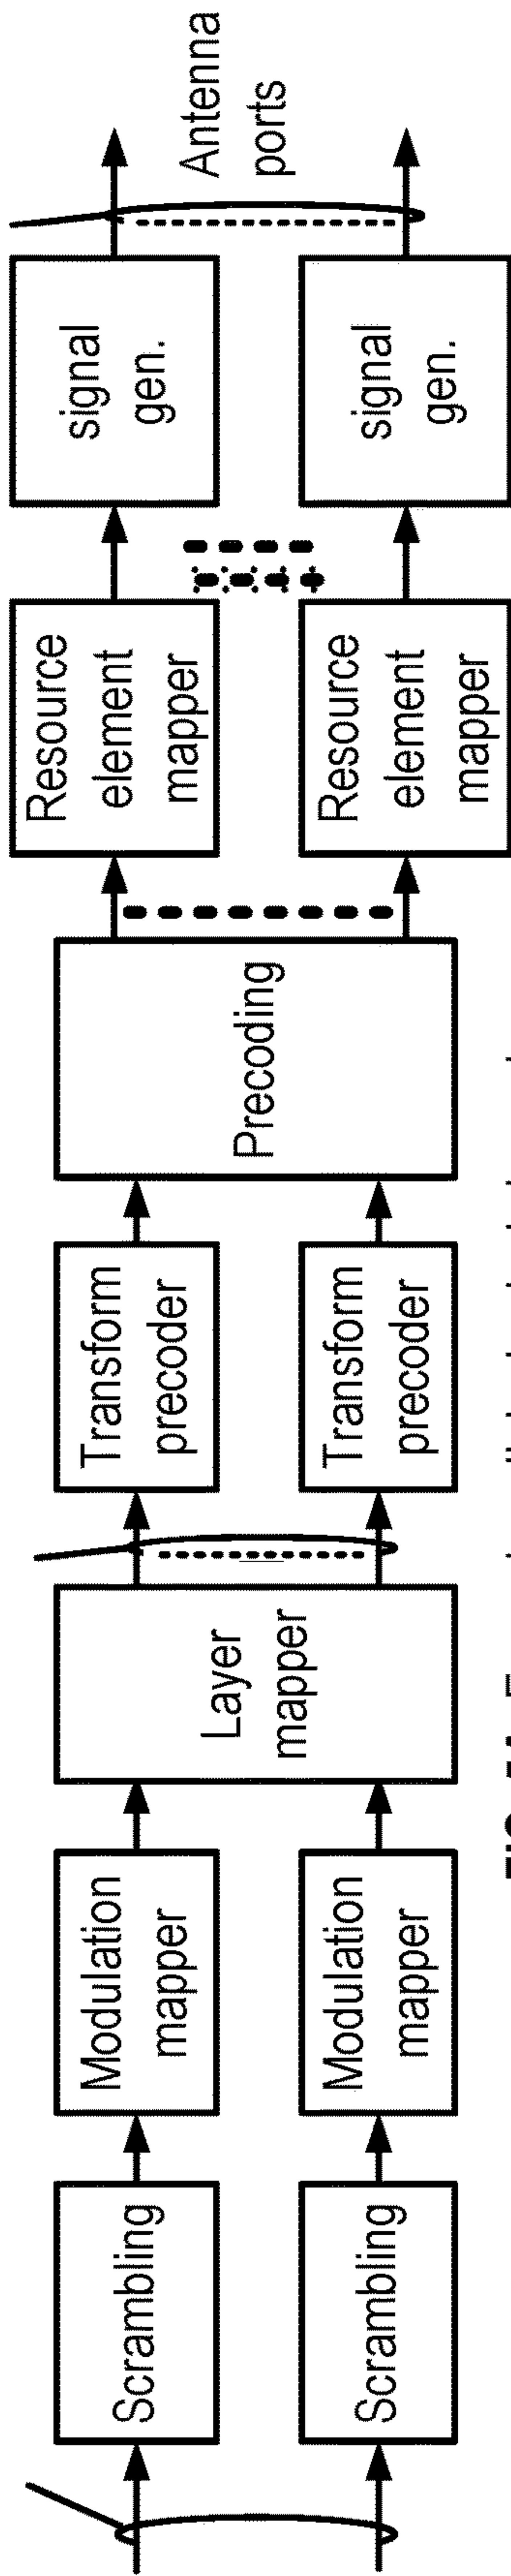 Scrambling
Modulation
mapper
Layer
mapper
Transform
precoder
Precoding
Resource
element
mapper
signal
gen.
Antenna
ports
Scrambling
Modulation
mapper
Transform
precoder
Resource
element
mapper
signal
gen.